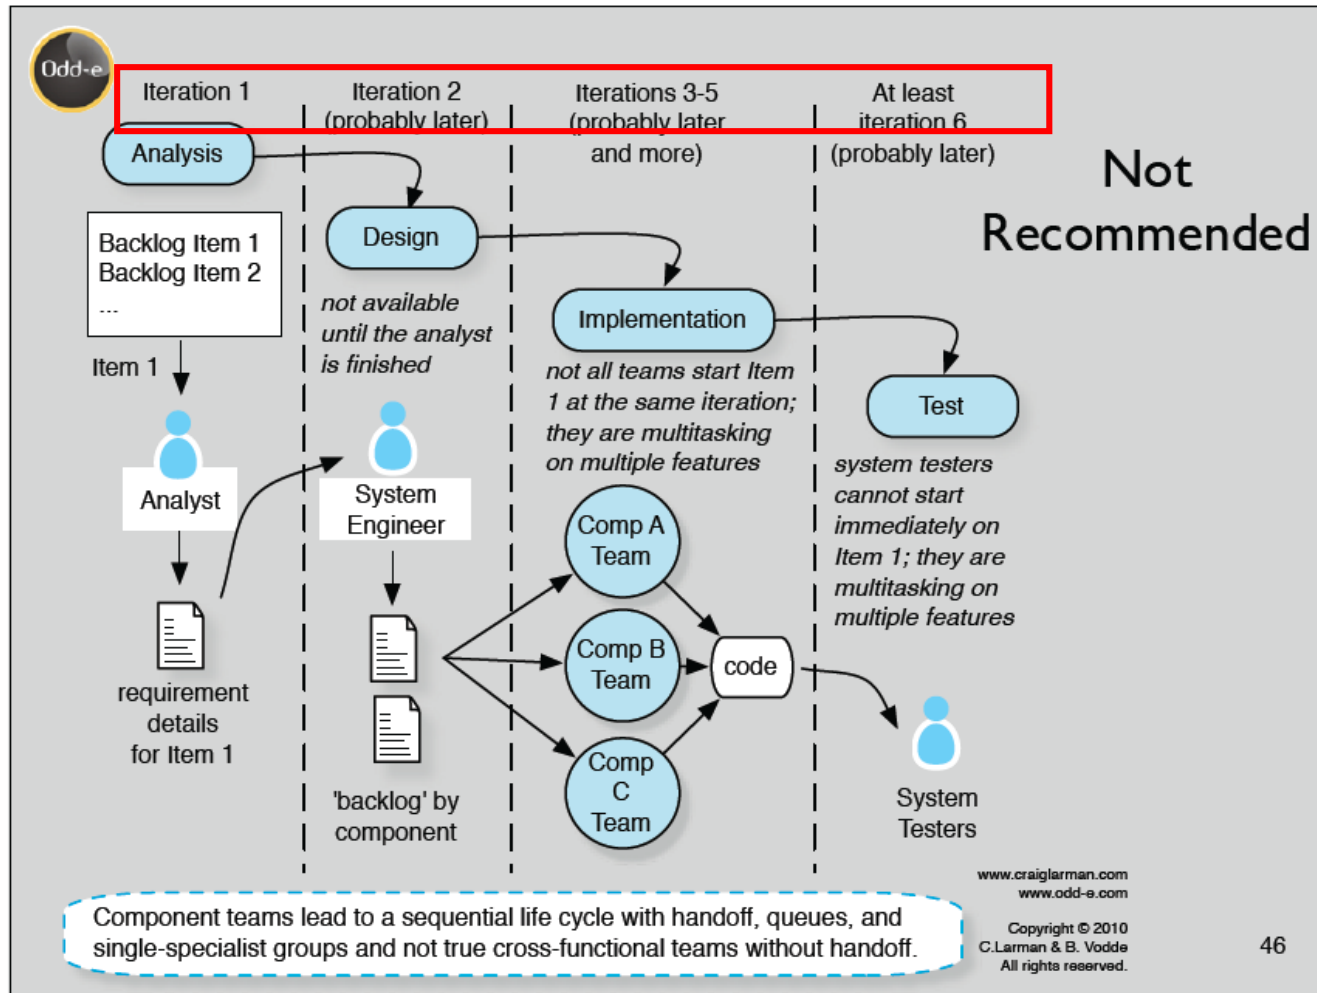 Odd-e
Iteration 1
Iteration 2
(probably later)
Iterations 3-5
(probably later
and more)
At least
iteration 6
(probably later)
Not
Recommended
Analysis
Backlog Item 1
Backlog Item 2
...
Item 1
Analyst
requirement
details
for Item 1
Design
not available
until the analyst
is finished
System
Engineer
'backlog' by
component
Implementation
not all teams start Item
1 at the same iteration;
they are multitasking
on multiple features
Comp A
Team
Comp B
Team
Comp
C
Team
code
Test
system testers
cannot start
immediately on
Item 1; they are
multitasking on
multiple features
System
Testers
Component teams lead to a sequential life cycle with handoff, queues, and
single-specialist groups and not true cross-functional teams without handoff.
www.craiglarman.com
www.odd-e.com
Copyright © 2010
C.Larman & B. Vodde
All rights reserved.
46